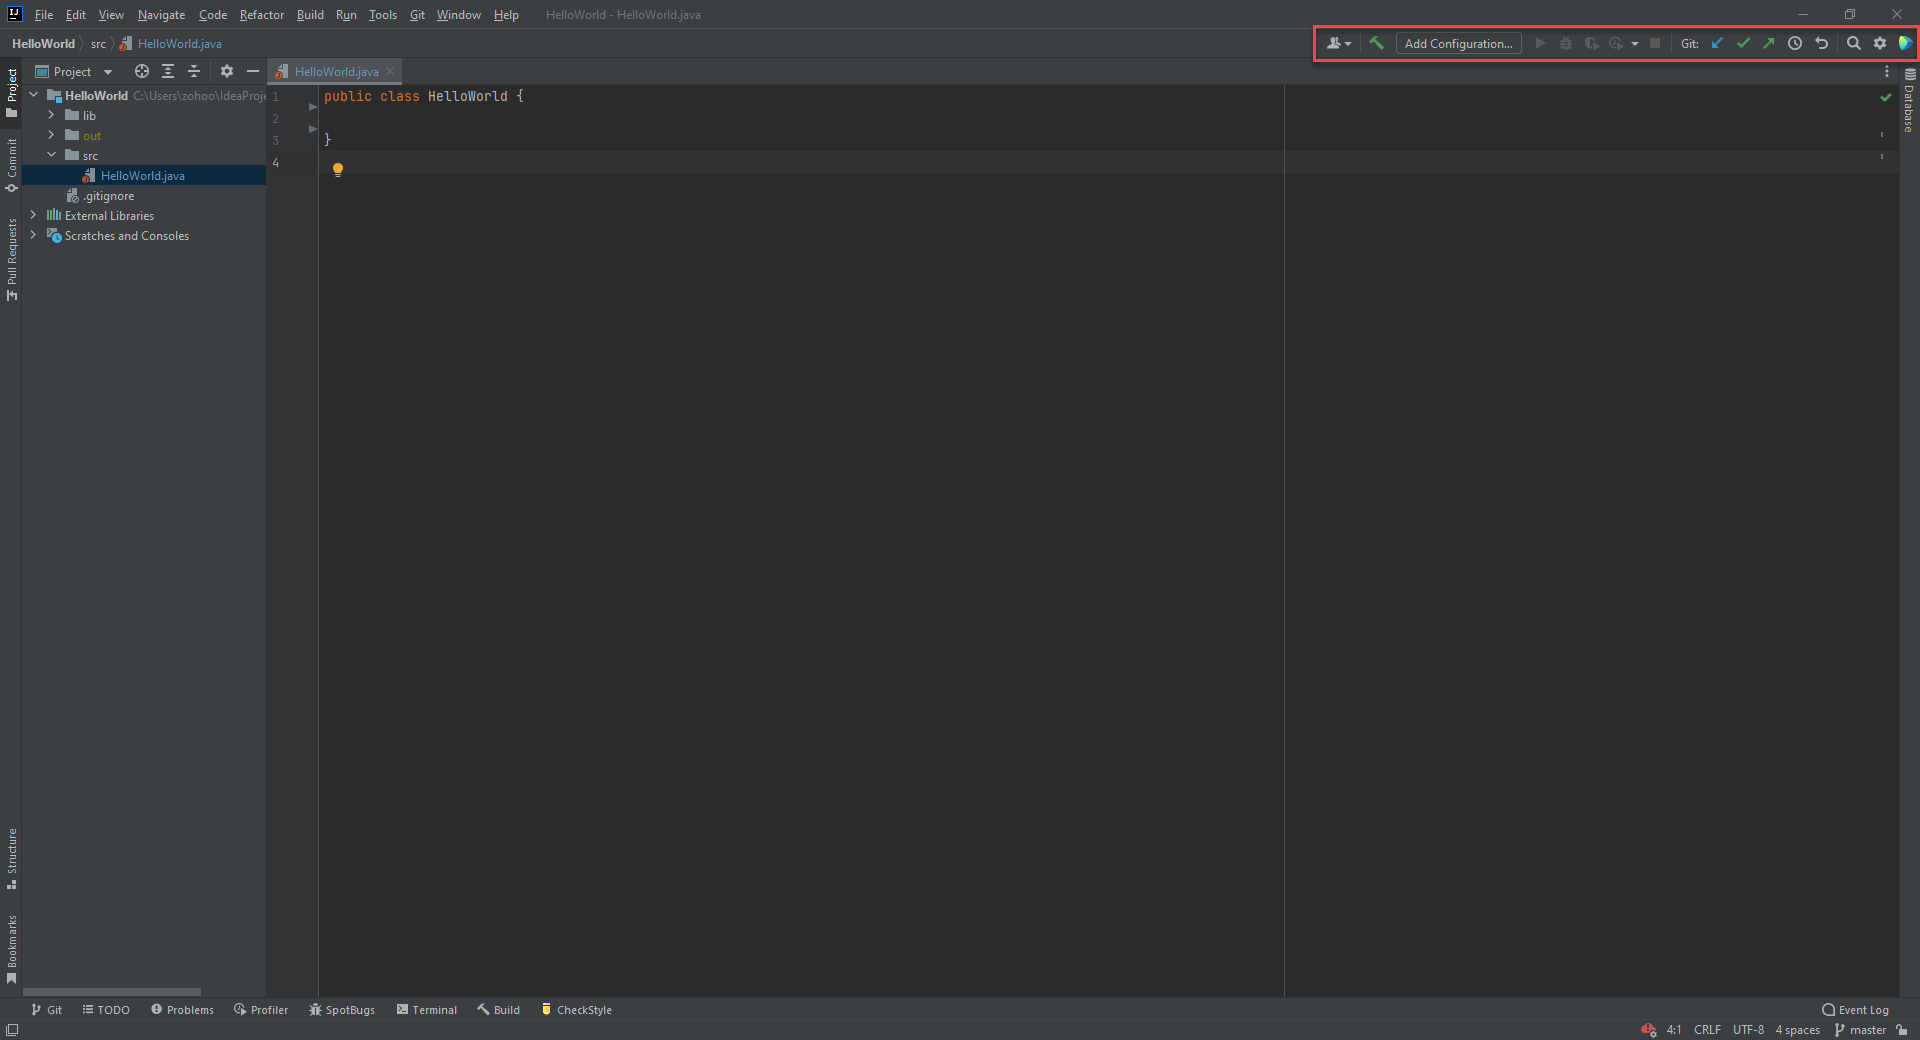 IJ File Edit View Navigate Code Refactor Build Run Tools Git Window Help HelloWorld - HelloWorld.java
HelloWorld src HelloWorld.java Add Configuration... Git:
Project HelloWorld.java
Project
Commit
Pull Requests
Structure
Bookmarks
HelloWorld C:\Users\zohoo\IdeaProje
lib
out
src
HelloWorld.java
.gitignore
External Libraries
Scratches and Consoles
1 public class HelloWorld {
2
3 }
4
Database
Git TODO Problems Profiler SpotBugs Terminal Build CheckStyle Event Log
4:1 CRLF UTF-8 4 spaces master